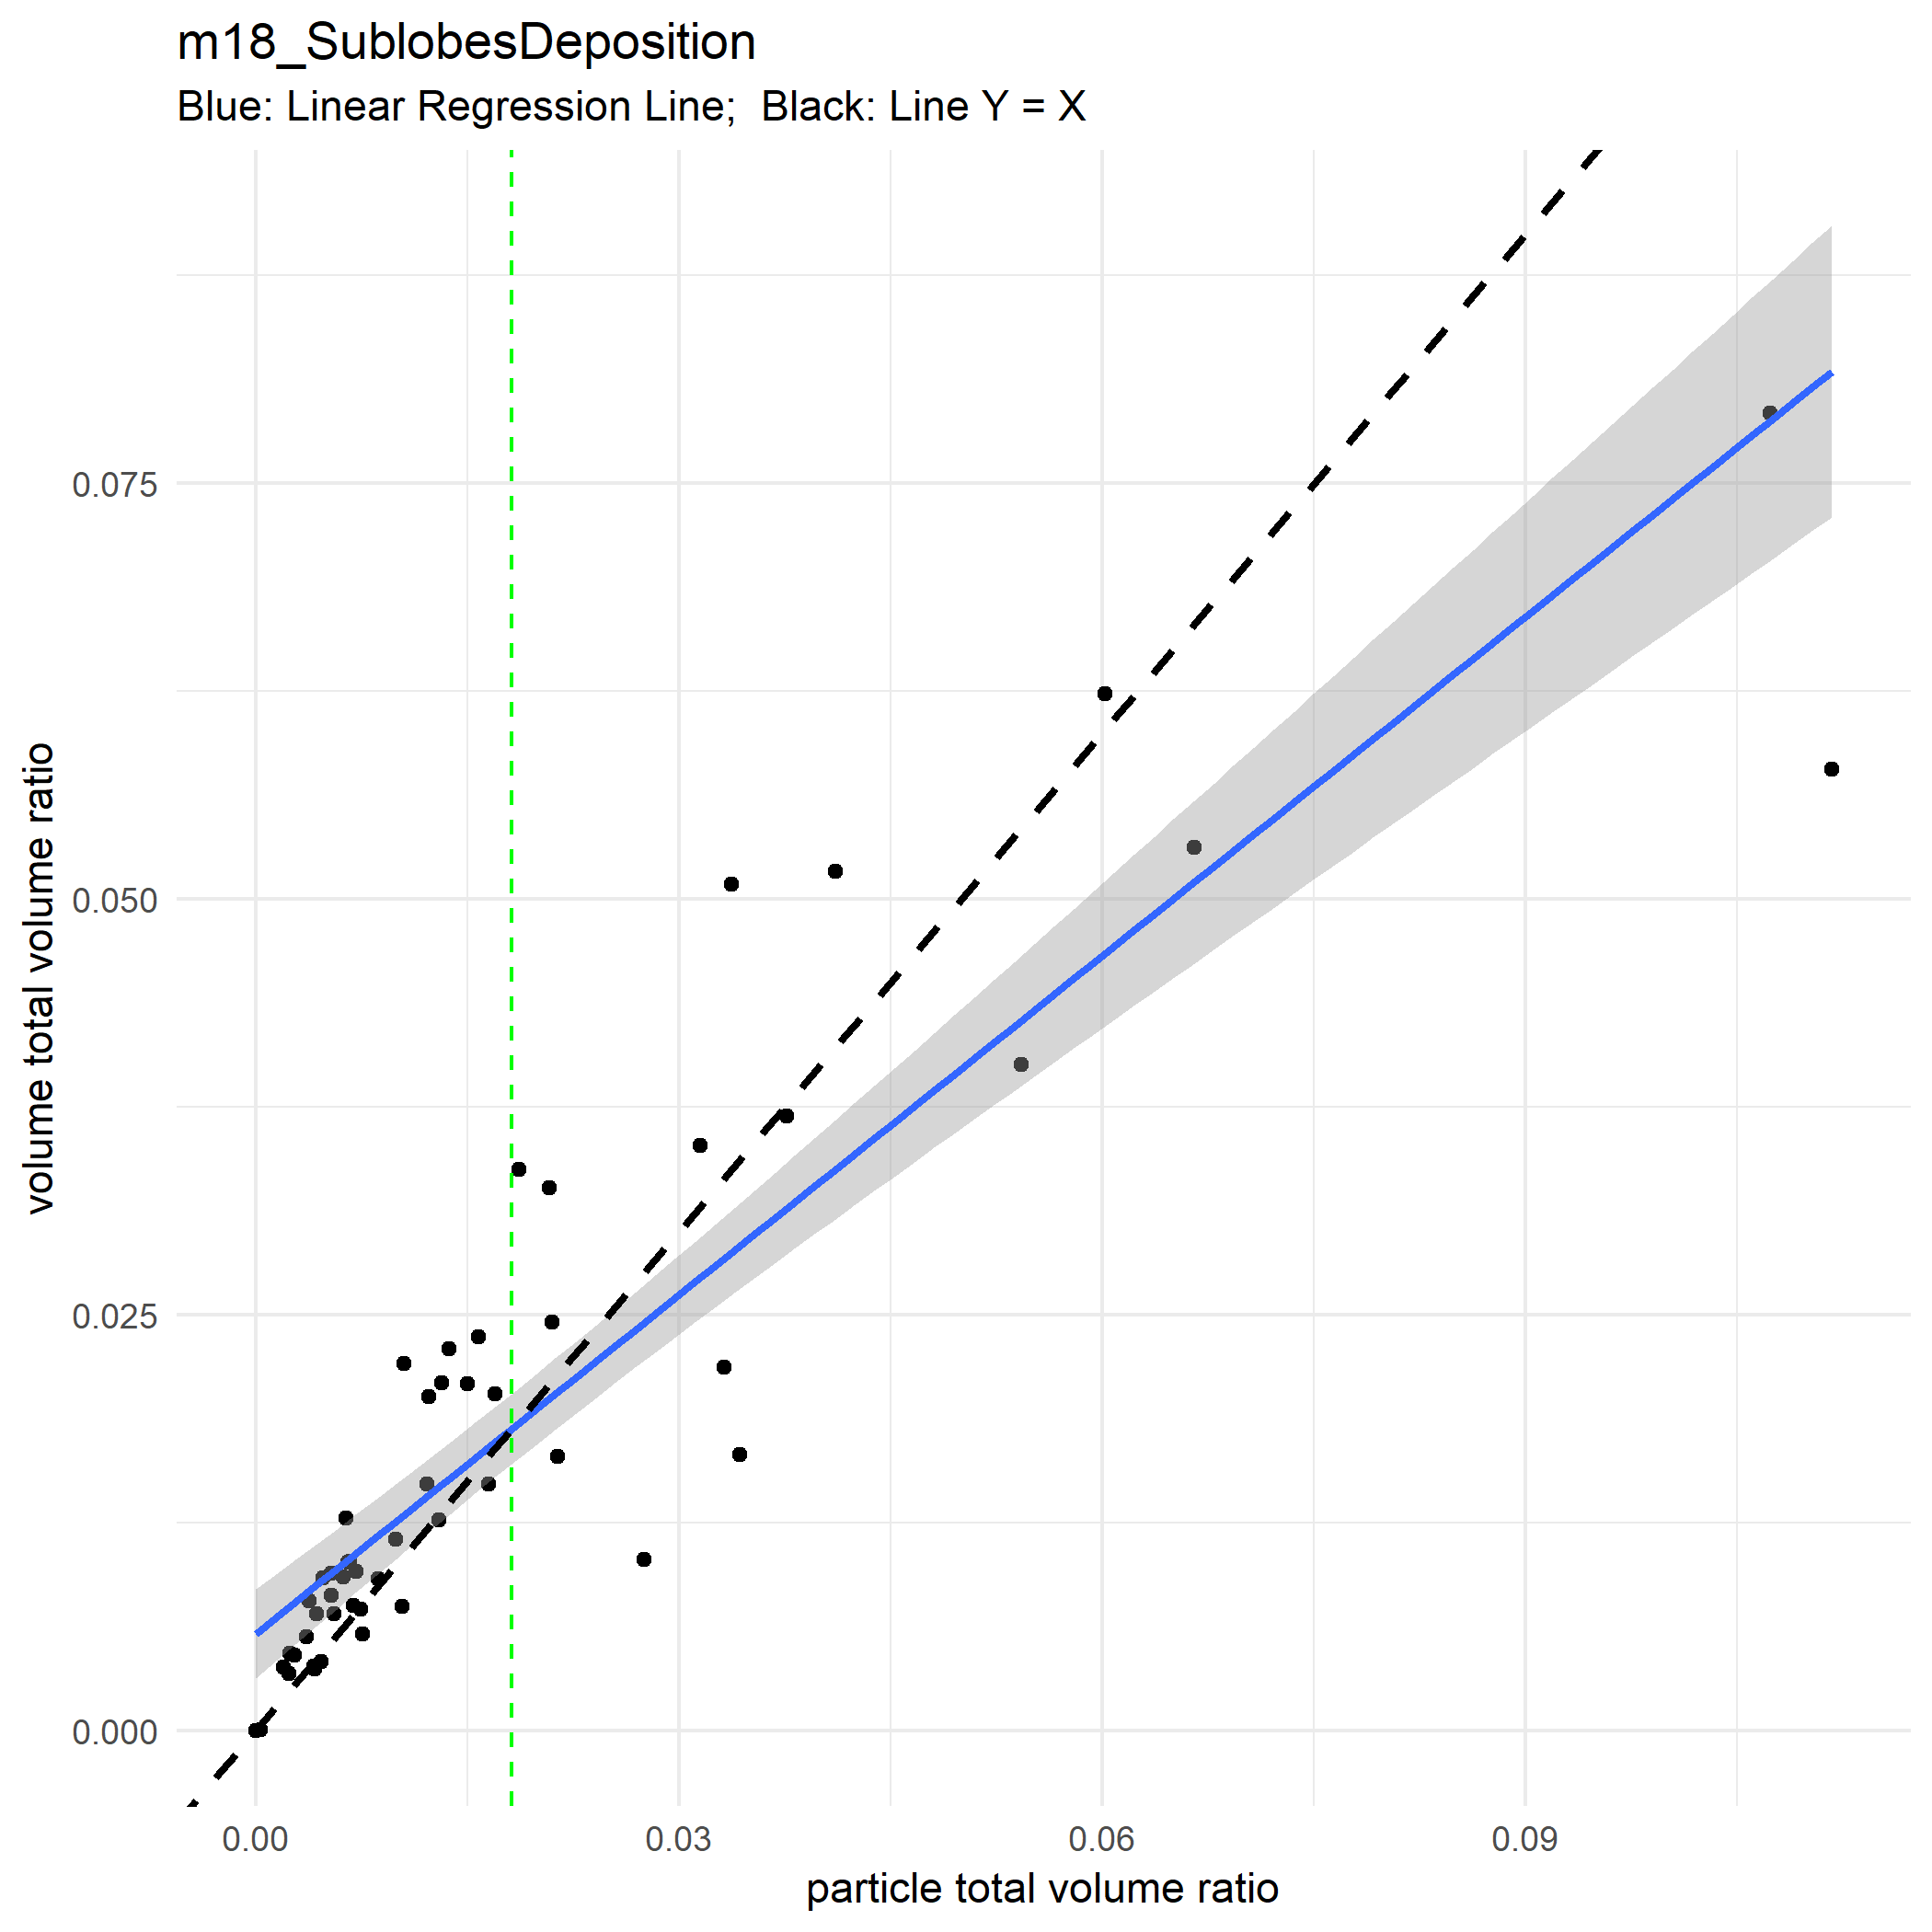 m18_SublobesDeposition
Blue: Linear Regression Line;  Black: Line Y = X
volume total volume ratio
0.075
0.050
0.025
0.000
0.00 0.03 0.06 0.09
particle total volume ratio